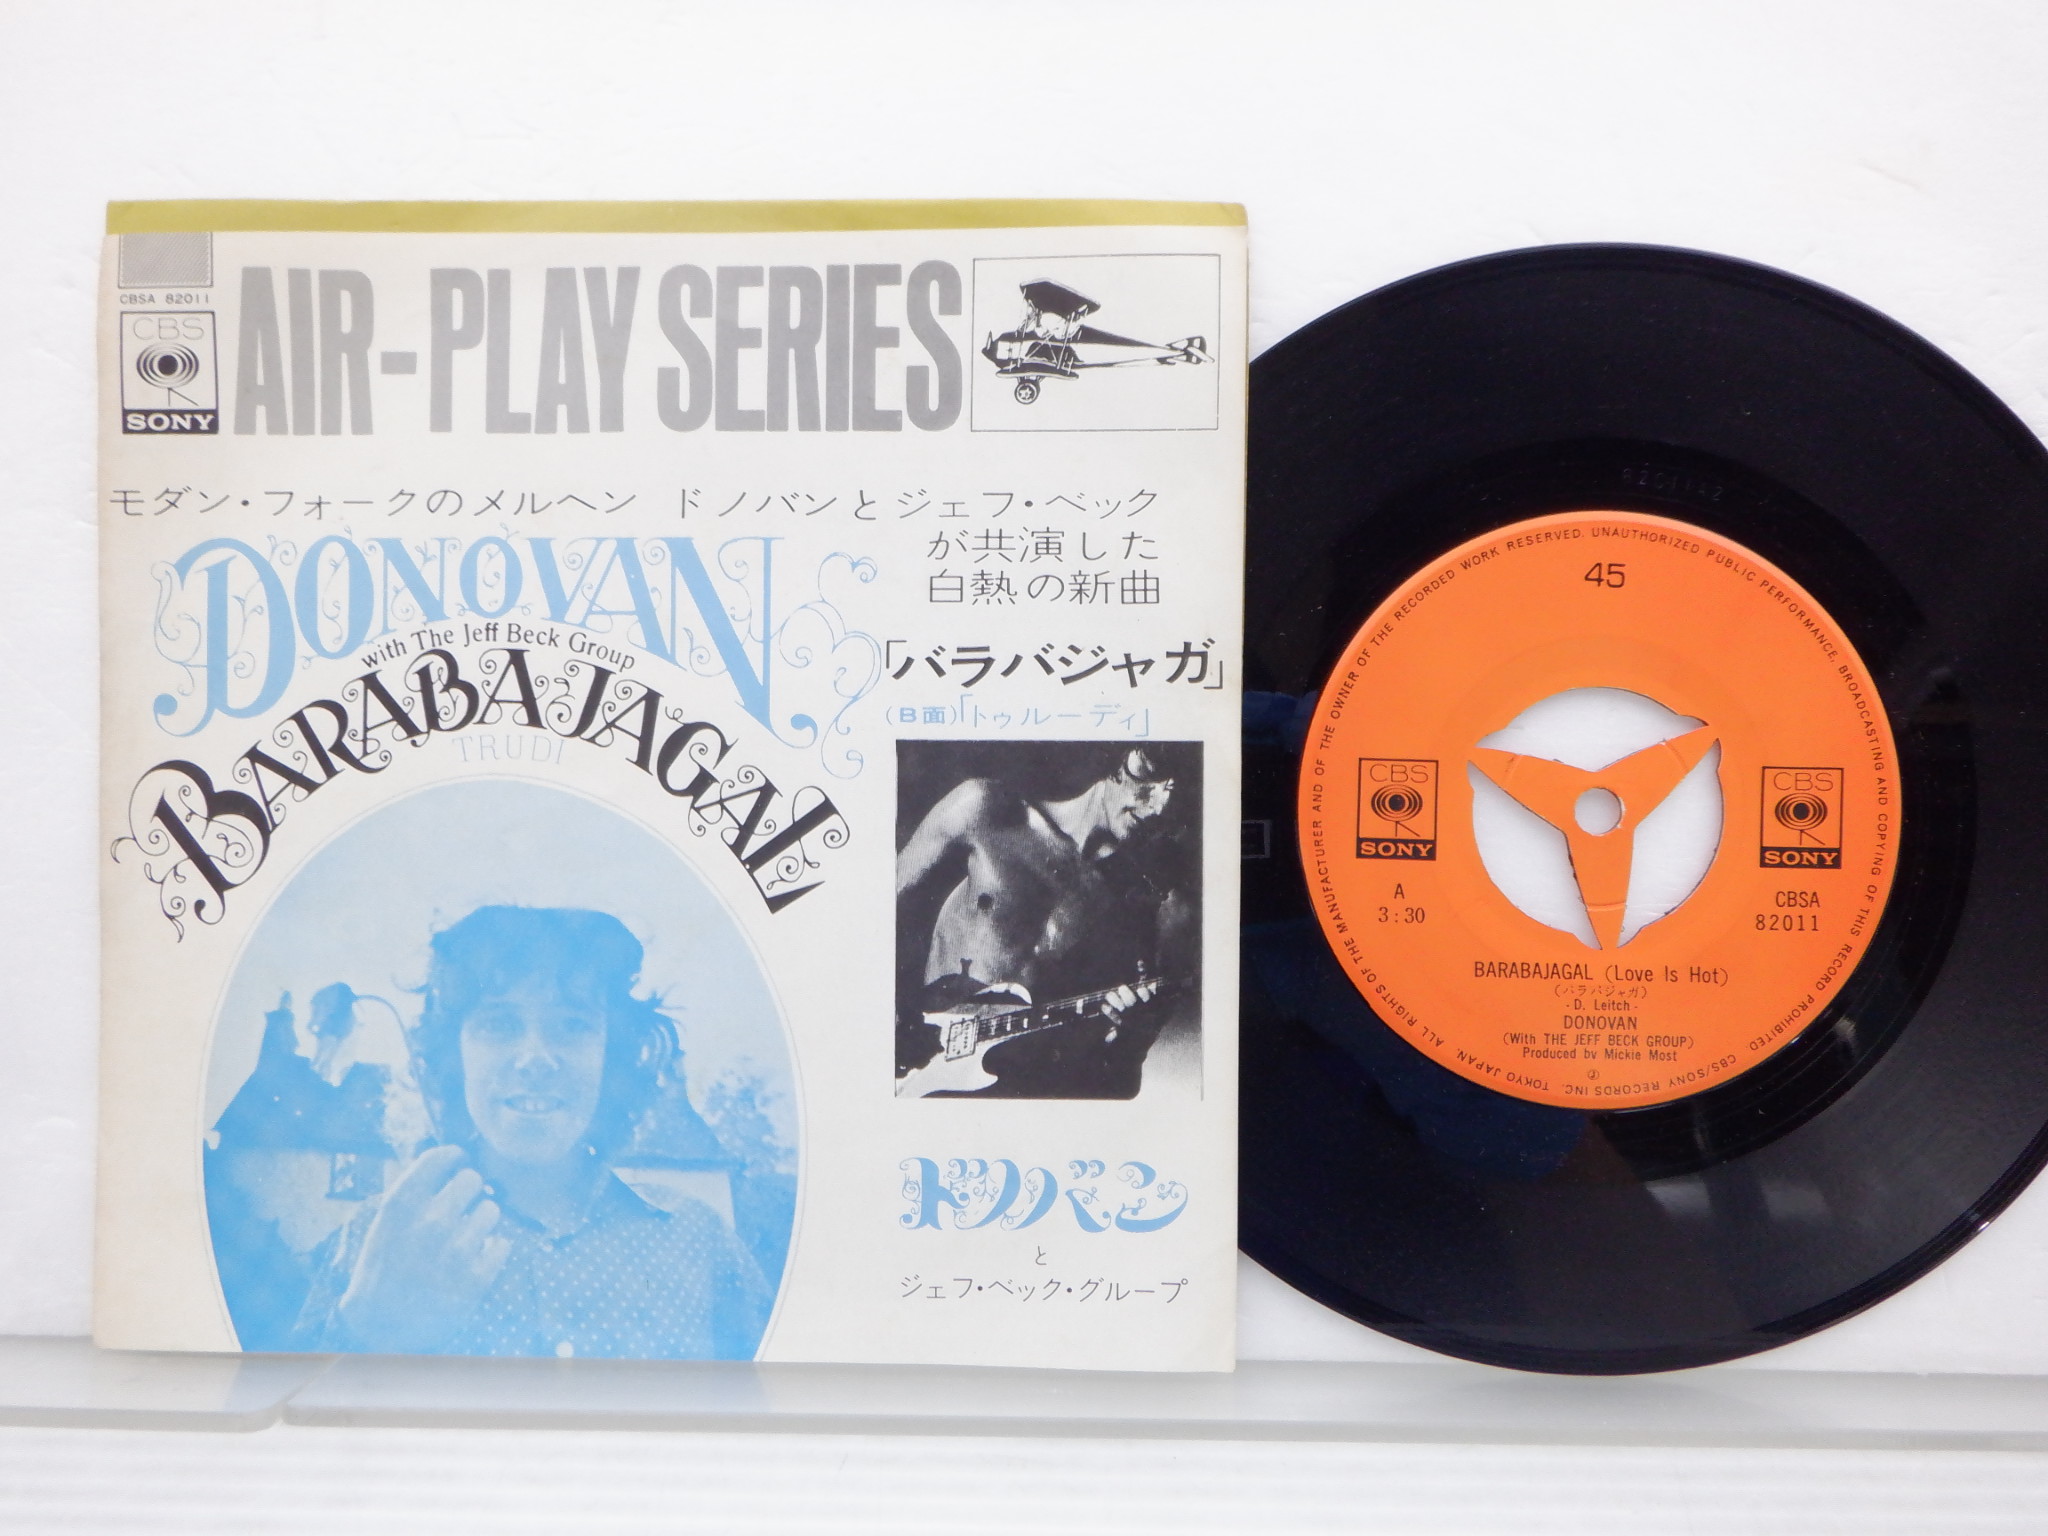 CBSA 82011
CBS
SONY
AIR-PLAY SERIES
モダン・フォークのメルヘン ドノバンとジェフ・ベック
が共演した
白熱の新曲
DONOVAN
with The Jeff Beck Group
BARABAJAGAL
TRUDI
「バラバジャガ」
(B面)「トゥルーディ」
ドノバン
と
ジェフ・ベック・グループ
45
ALL RIGHTS OF THE MANUFACTURER AND OF THE OWNER OF THE RECORDED WORK RESERVED. UNAUTHORIZED PUBLIC PERFORMANCE, BROADCASTING AND COPYING OF THIS RECORD PROHIBITED. CBS/SONY RECORDS INC. TOKYO JAPAN.
CBS
SONY
A
3:30
CBS
SONY
CBSA
82011
BARABAJAGAL (Love Is Hot)
(バラバジャガ)
- D. Leitch -
DONOVAN
(With THE JEFF BECK GROUP)
Produced by Mickie Most